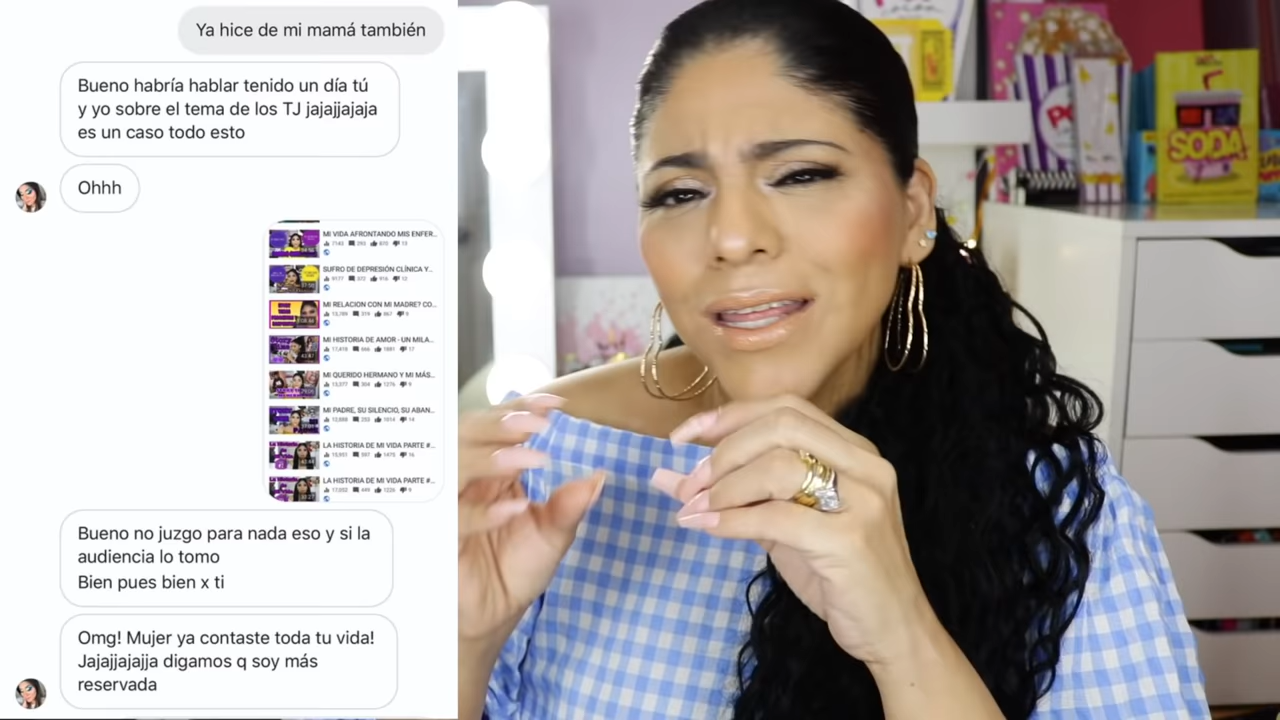 Ya hice de mi mamá también
Bueno habría hablar tenido un día tú
y yo sobre el tema de los TJ jajajjajaja
es un caso todo esto
Ohhh
MI VIDA AFRONTANDO MIS ENFER...
SUFRO DE DEPRESIÓN CLÍNICA Y...
MI RELACION CON MI MADRE? CO...
MI HISTORIA DE AMOR - UN MILA...
MI QUERIDO HERMANO Y MI MÁS...
MI PADRE, SU SILENCIO, SU ABAN...
LA HISTORIA DE MI VIDA PARTE #...
LA HISTORIA DE MI VIDA PARTE #...
Bueno no juzgo para nada eso y si la
audiencia lo tomo
Bien pues bien x ti
Omg! Mujer ya contaste toda tu vida!
Jajajjajajja digamos q soy más
reservada
SODA